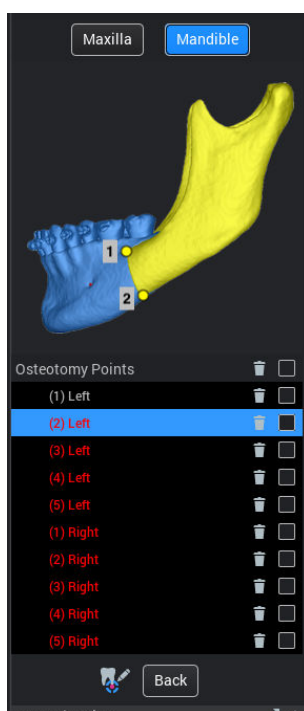 Maxilla Mandible
1
2
Osteotomy Points
(1) Left
(2) Left
(3) Left
(4) Left
(5) Left
(1) Right
(2) Right
(3) Right
(4) Right
(5) Right
Back